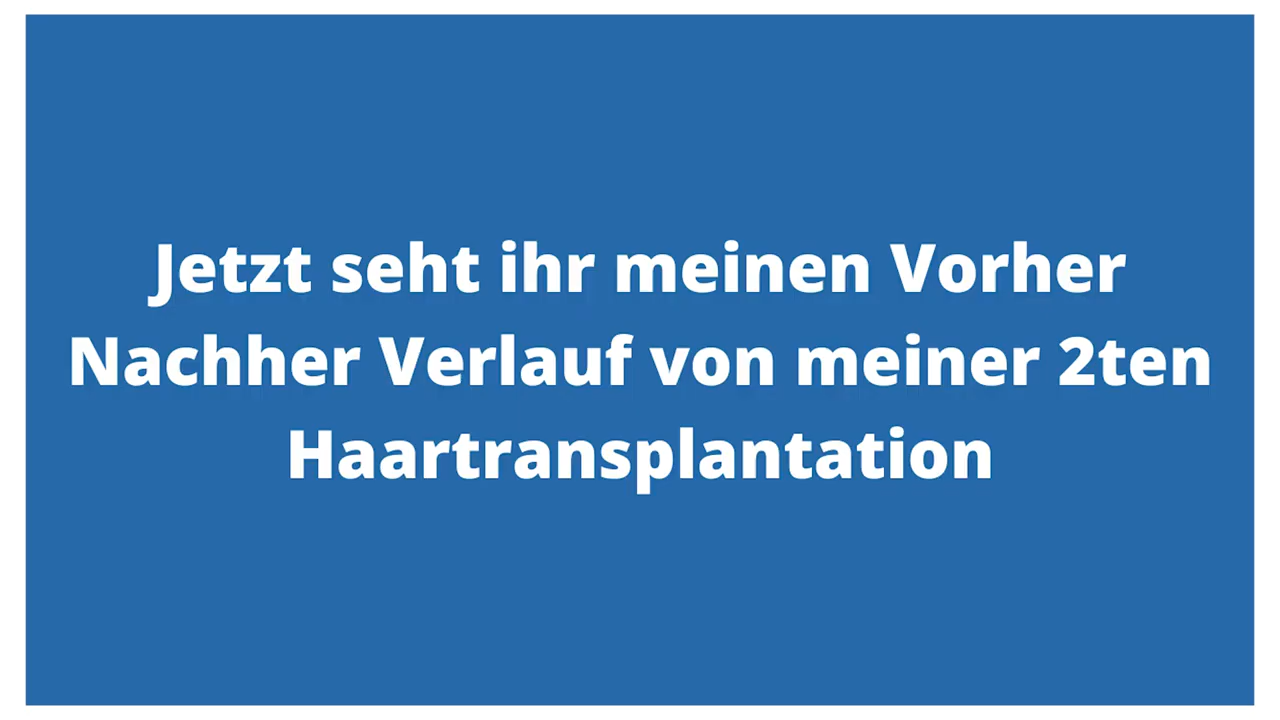 Jetzt seht ihr meinen Vorher
Nachher Verlauf von meiner 2ten
Haartransplantation